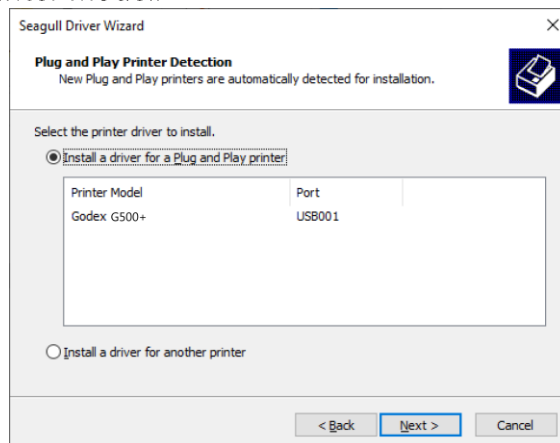 Seagull Driver Wizard
Plug and Play Printer Detection
New Plug and Play printers are automatically detected for installation.
Select the printer driver to install.
Install a driver for a Plug and Play printer
Printer Model Port
Godex G500+ USB001
Install a driver for another printer
< Back Next > Cancel